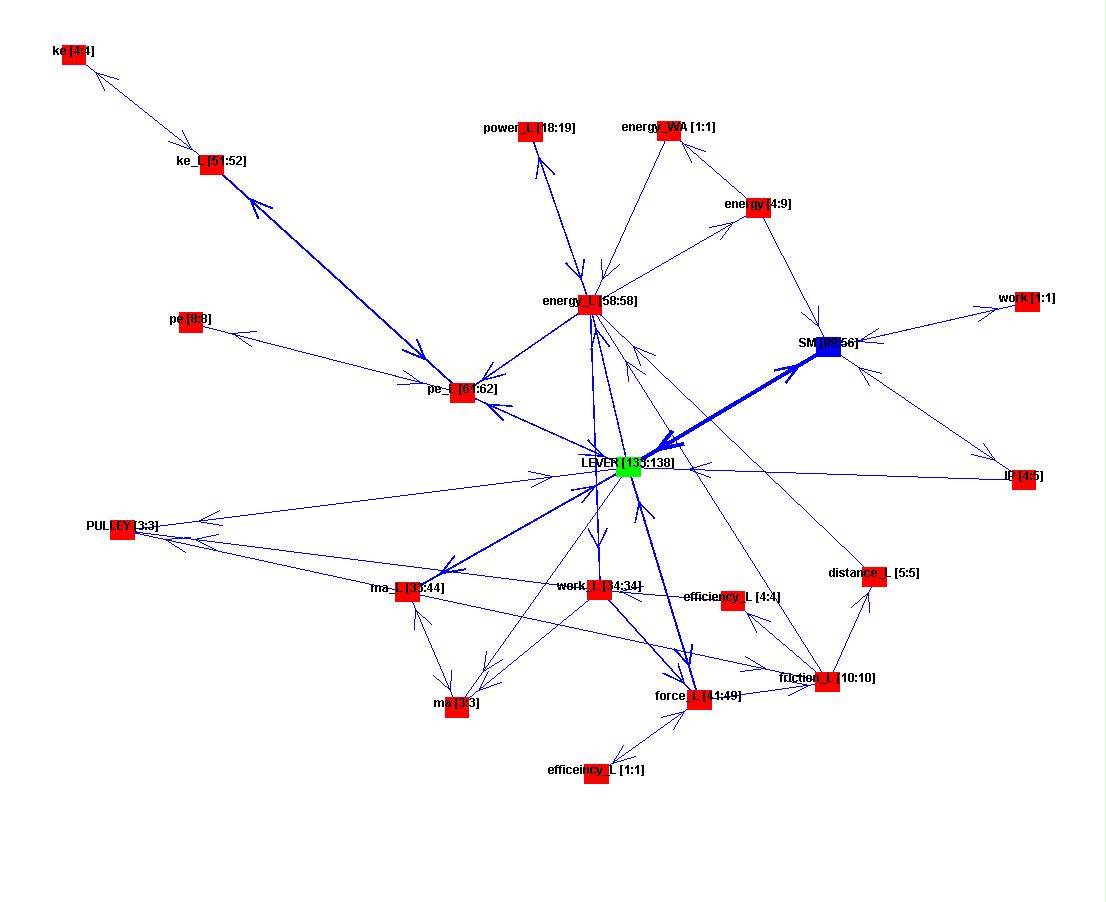 ke [4:4]
power_L [18:19]
energy_WA [1:1]
ke_L [51:52]
energy [4:9]
energy_L [58:58]
work [1:1]
pe [8:8]
SM [89:56]
pe_L [61:62]
LEVER [135:138]
IP [4:5]
PULLEY [3:3]
distance_L [5:5]
ma_L [33:44]
work_L [34:34]
efficiency_L [4:4]
friction_L [10:10]
force_L [41:49]
ma [3:3]
efficeincy_L [1:1]